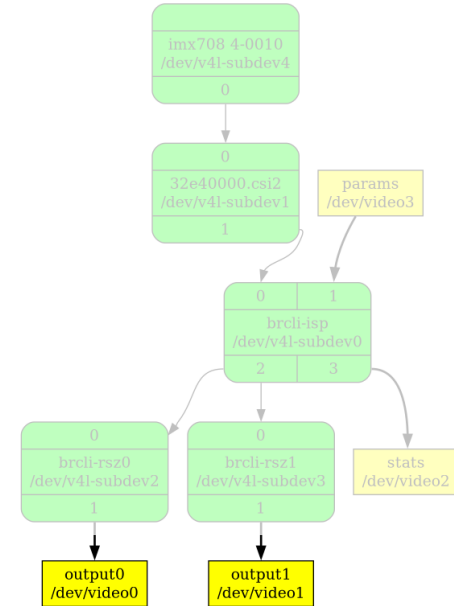 imx708 4-0010
/dev/v4l-subdev4
0
0
32e40000.csi2
/dev/v4l-subdev1
1
params
/dev/video3
0 1
brcli-isp
/dev/v4l-subdev0
2 3
0
brcli-rsz0
/dev/v4l-subdev2
1
0
brcli-rsz1
/dev/v4l-subdev3
1
stats
/dev/video2
output0
/dev/video0
output1
/dev/video1